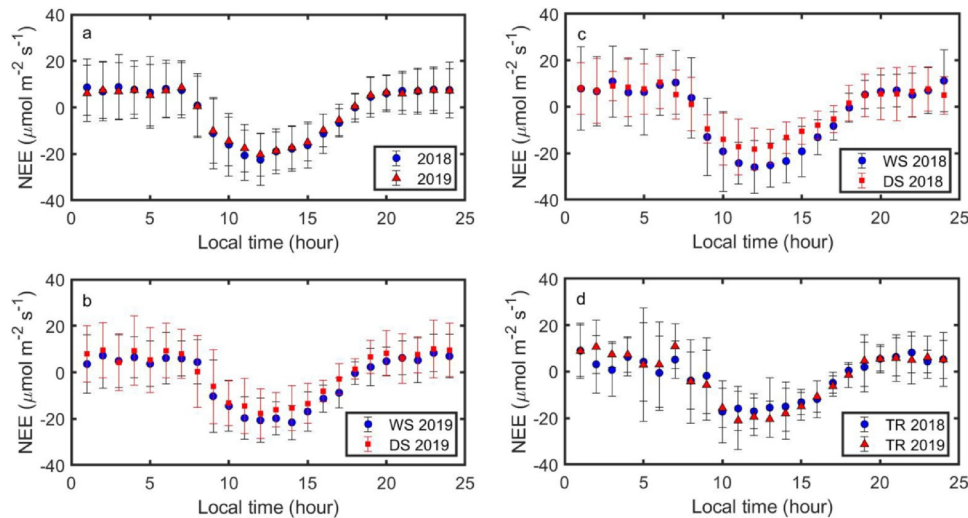 a
NEE (μmol m⁻² s⁻¹)
40
20
0
-20
-40
0 5 10 15 20 25
Local time (hour)
2018
2019
c
NEE (μmol m⁻² s⁻¹)
40
20
0
-20
-40
0 5 10 15 20 25
Local time (hour)
WS 2018
DS 2018
b
NEE (μmol m⁻² s⁻¹)
40
20
0
-20
-40
0 5 10 15 20 25
Local time (hour)
WS 2019
DS 2019
d
NEE (μmol m⁻² s⁻¹)
40
20
0
-20
-40
0 5 10 15 20 25
Local time (hour)
TR 2018
TR 2019